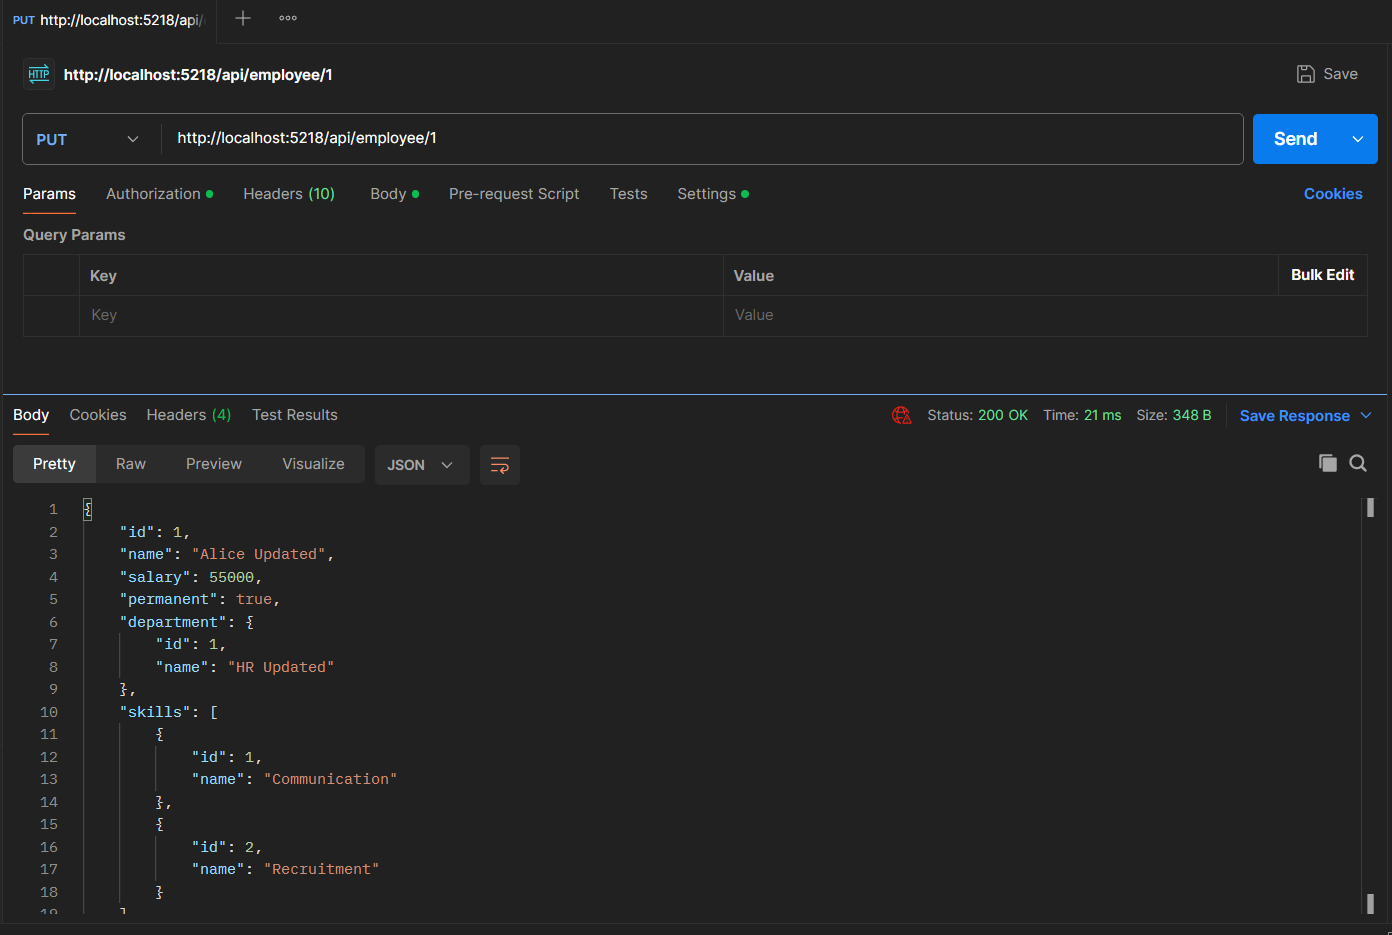 PUT http://localhost:5218/api/
HTTP http://localhost:5218/api/employee/1 Save
PUT http://localhost:5218/api/employee/1 Send
Params Authorization Headers (10) Body Pre-request Script Tests Settings Cookies
Query Params
Key Value Bulk Edit
Key Value
Body Cookies Headers (4) Test Results Status: 200 OK Time: 21 ms Size: 348 B Save Response
Pretty Raw Preview Visualize JSON
1 {
2 "id": 1,
3 "name": "Alice Updated",
4 "salary": 55000,
5 "permanent": true,
6 "department": {
7 "id": 1,
8 "name": "HR Updated"
9 },
10 "skills": [
11 {
12 "id": 1,
13 "name": "Communication"
14 },
15 {
16 "id": 2,
17 "name": "Recruitment"
18 }
19 ]